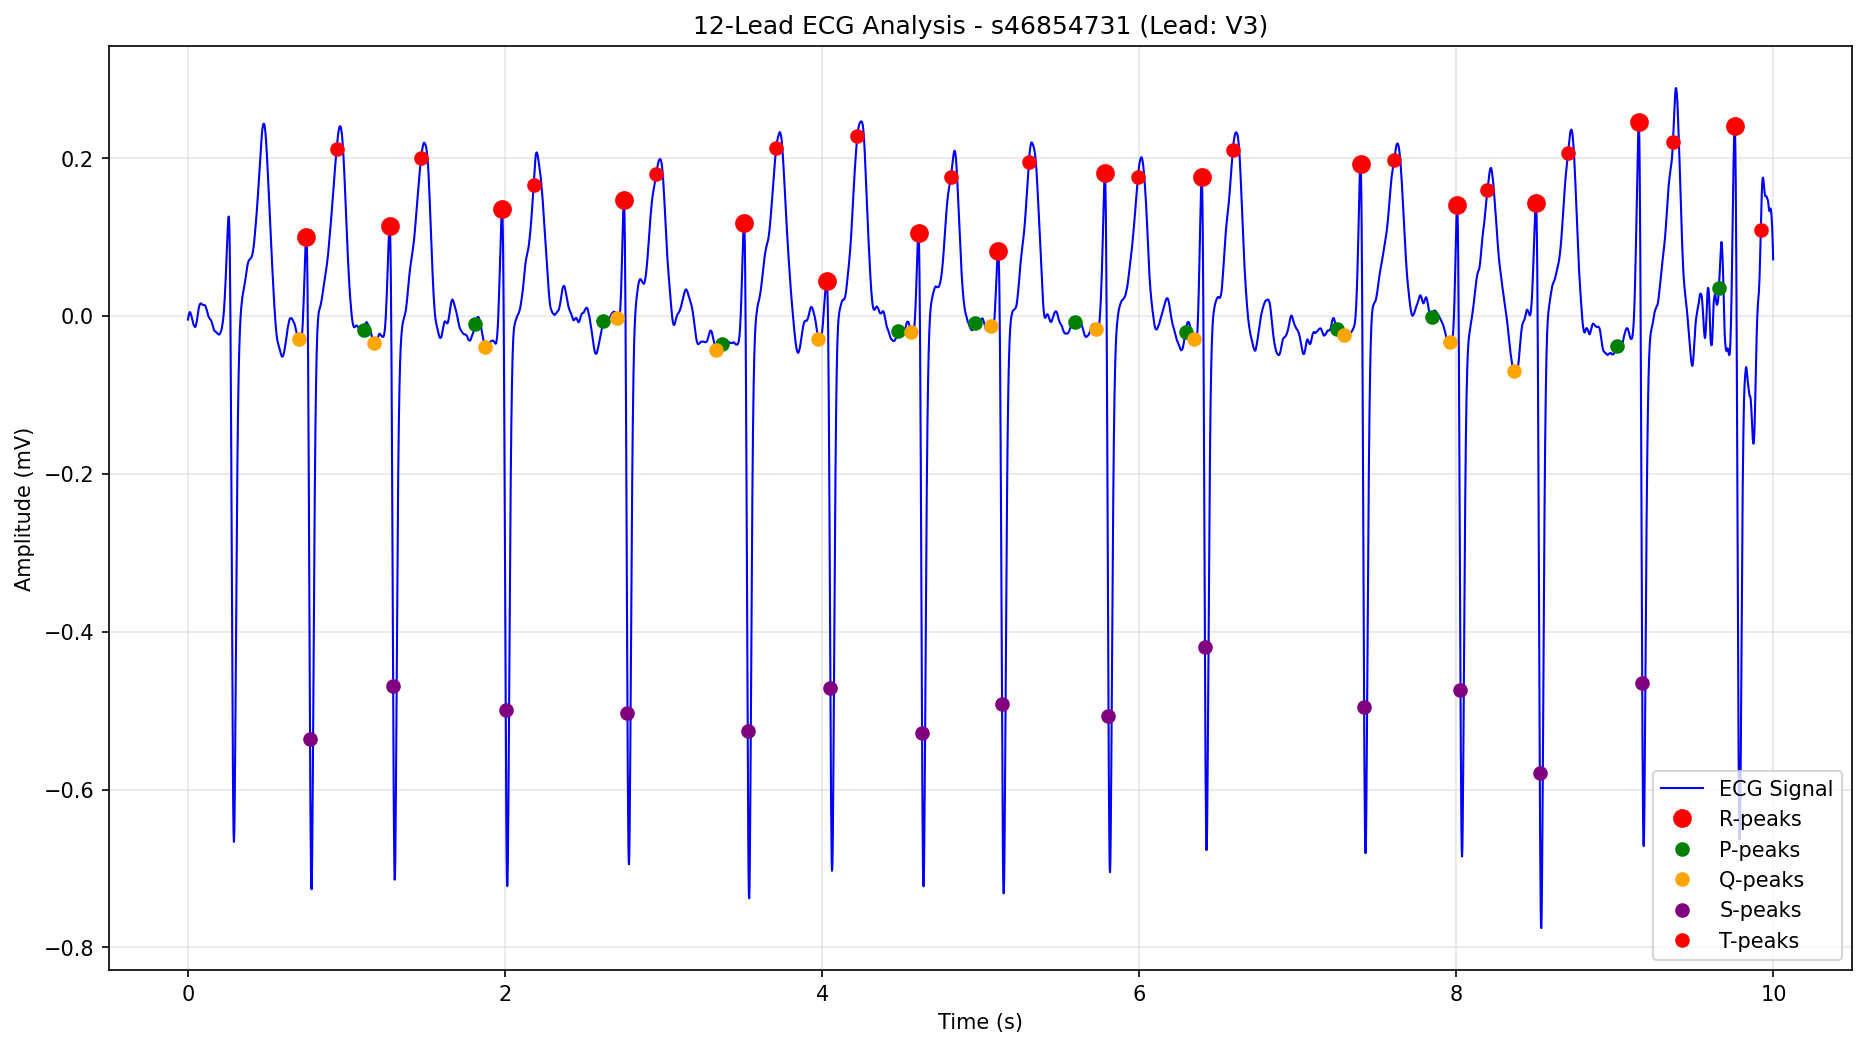 12-Lead ECG Analysis - s46854731 (Lead: V3)
Amplitude (mV)
0.2
0.0
−0.2
−0.4
−0.6
−0.8
0 2 4 6 8 10
Time (s)
ECG Signal
R-peaks
P-peaks
Q-peaks
S-peaks
T-peaks